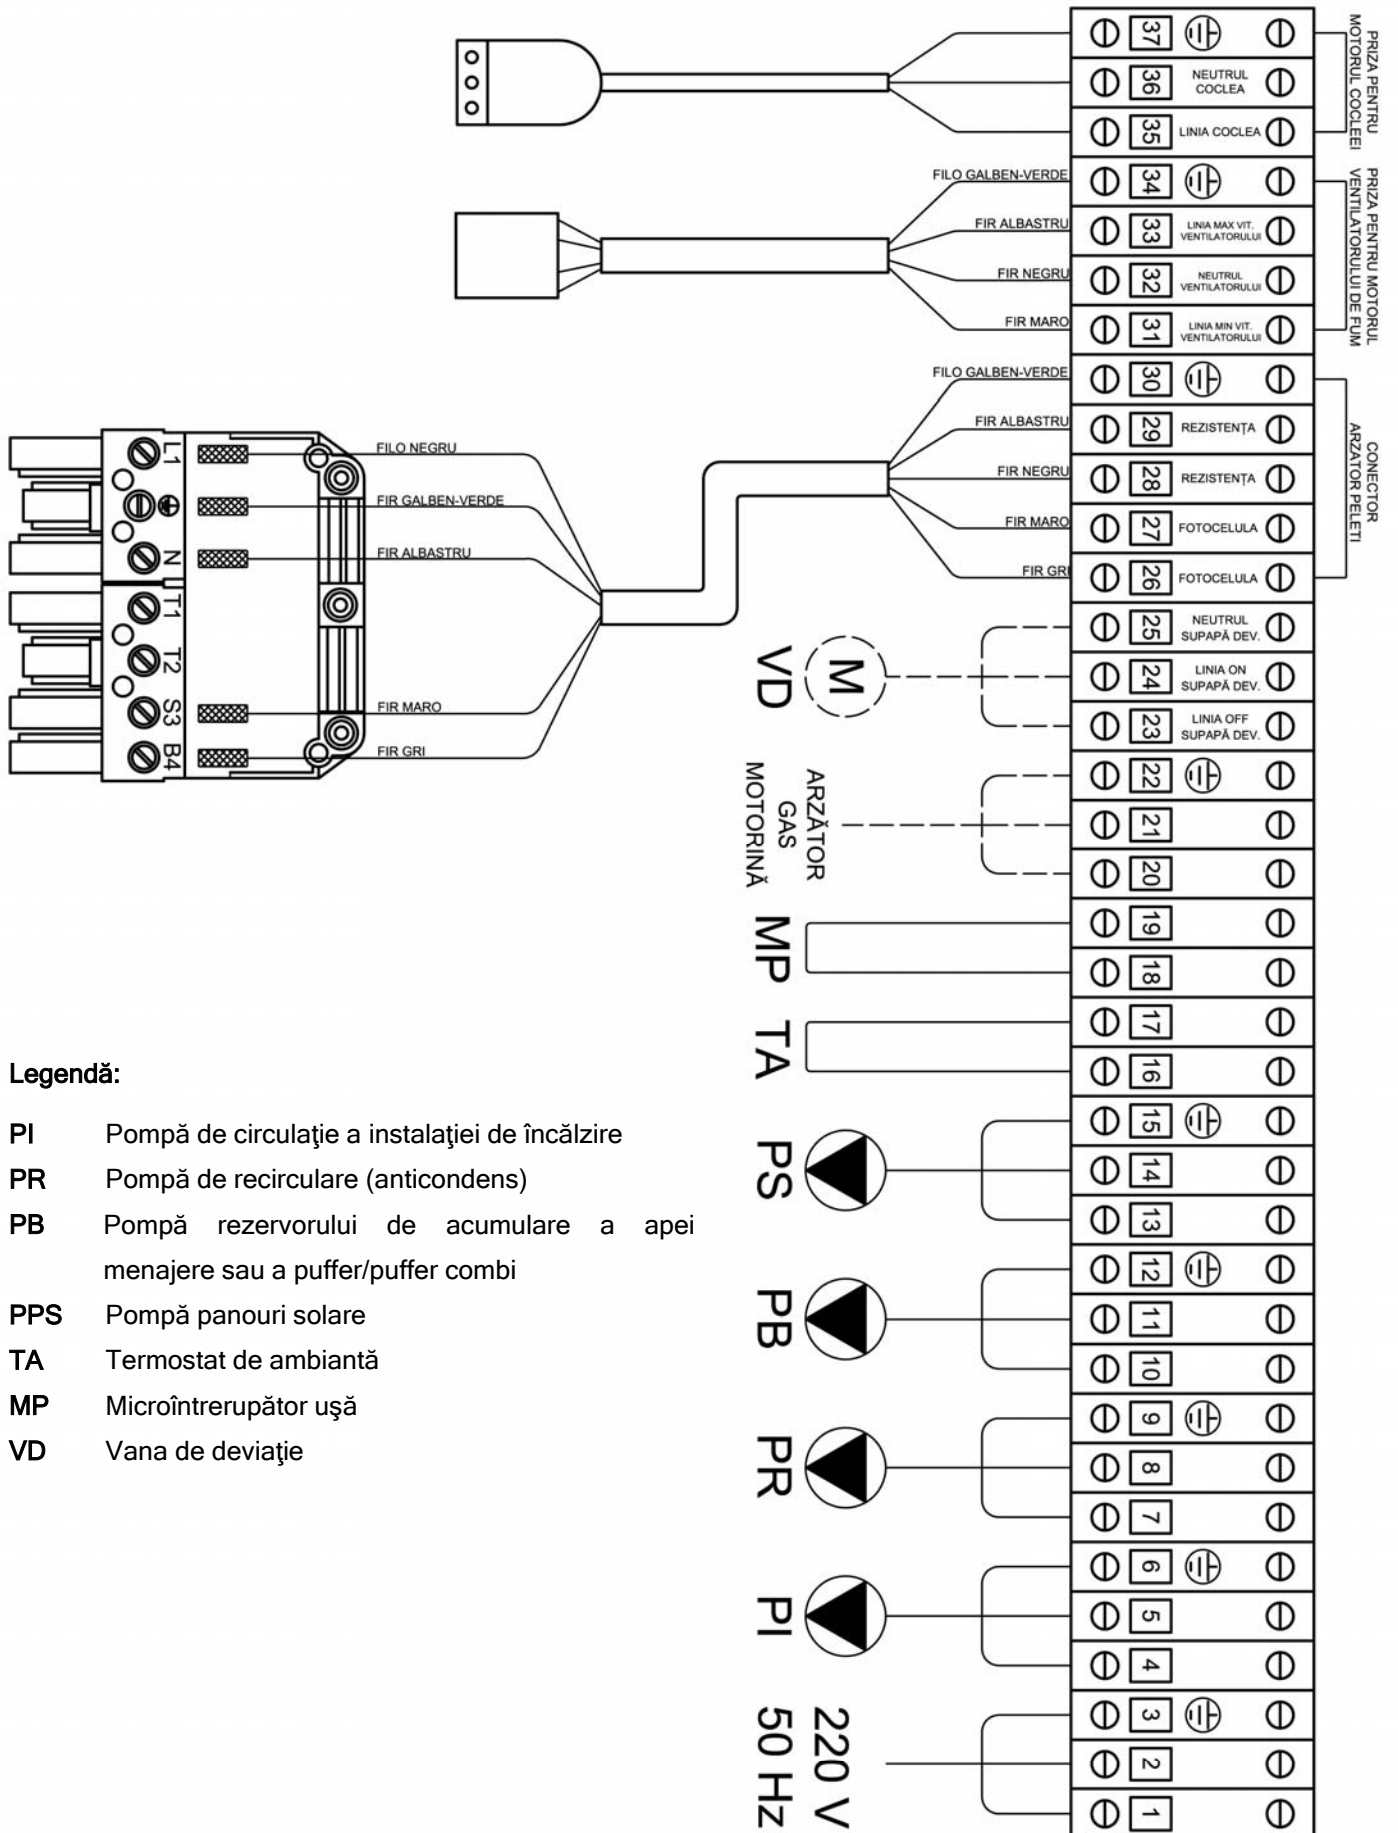 37
PRIZA PENTRU
MOTORUL COCLEEI
36
NEUTRUL
COCLEA
35
LINIA COCLEA
FILO GALBEN-VERDE
34
PRIZA PENTRU MOTORUL
VENTILATORULUI DE FUM
FIR ALBASTRU
33
LINIA MAX VIT.
VENTILATORULUI
FIR NEGRU
32
NEUTRUL
VENTILATORULUI
FIR MARO
31
LINIA MIN VIT.
VENTILATORULUI
FILO GALBEN-VERDE
30
CONECTOR
ARZATOR PELETI
FIR ALBASTRU
29
REZISTENȚA
FIR NEGRU
28
REZISTENȚA
FIR MARO
27
FOTOCELULA
FIR GRI
26
FOTOCELULA
L1
FILO NEGRU
FIR GALBEN-VERDE
N
FIR ALBASTRU
T1
T2
S3
FIR MARO
B4
FIR GRI
VD
M
25
NEUTRUL
SUPAPĂ DEV.
24
LINIA ON
SUPAPĂ DEV.
23
LINIA OFF
SUPAPĂ DEV.
ARZĂTOR
GAS
MOTORINĂ
22
21
20
MP
19
18
TA
17
16
PS
15
14
13
PB
12
11
10
PR
9
8
7
PI
6
5
4
220 V
50 Hz
3
2
1
Legendă:
PI Pompă de circulaţie a instalaţiei de încălzire
PR Pompă de recirculare (anticondens)
PB Pompă rezervorului de acumulare a apei
menajere sau a puffer/puffer combi
PPS Pompă panouri solare
TA Termostat de ambiantă
MP Microîntrerupător uşă
VD Vana de deviaţie